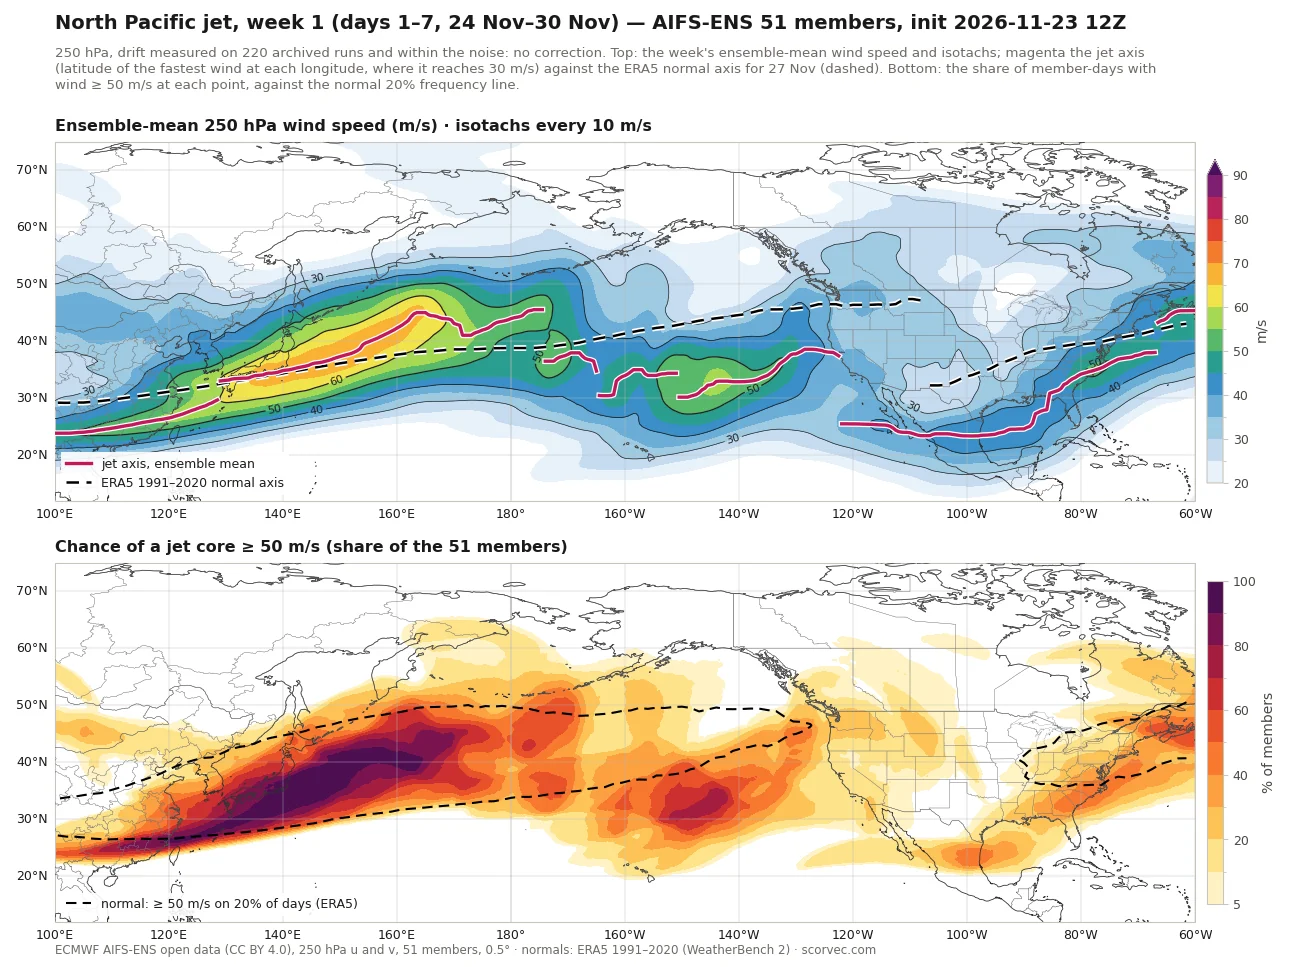 North Pacific jet, week 1 (days 1–7, 24 Nov–30 Nov) — AIFS-ENS 51 members, init 2026-11-23 12Z
250 hPa, drift measured on 220 archived runs and within the noise: no correction. Top: the week's ensemble-mean wind speed and isotachs; magenta the jet axis
(latitude of the fastest wind at each longitude, where it reaches 30 m/s) against the ERA5 normal axis for 27 Nov (dashed). Bottom: the share of member-days with
wind ≥ 50 m/s at each point, against the normal 20% frequency line.
Ensemble-mean 250 hPa wind speed (m/s) · isotachs every 10 m/s
70°N
60°N
50°N
40°N
30°N
20°N
30
30
60
50
40
50
50
30
30
50
40
jet axis, ensemble mean
ERA5 1991–2020 normal axis
100°E 120°E 140°E 160°E 180° 160°W 140°W 120°W 100°W 80°W 60°W
90
80
70
60
50
40
30
20
m/s
Chance of a jet core ≥ 50 m/s (share of the 51 members)
70°N
60°N
50°N
40°N
30°N
20°N
normal: ≥ 50 m/s on 20% of days (ERA5)
100°E 120°E 140°E 160°E 180° 160°W 140°W 120°W 100°W 80°W 60°W
100
80
60
40
20
5
% of members
ECMWF AIFS-ENS open data (CC BY 4.0), 250 hPa u and v, 51 members, 0.5° · normals: ERA5 1991–2020 (WeatherBench 2) · scorvec.com